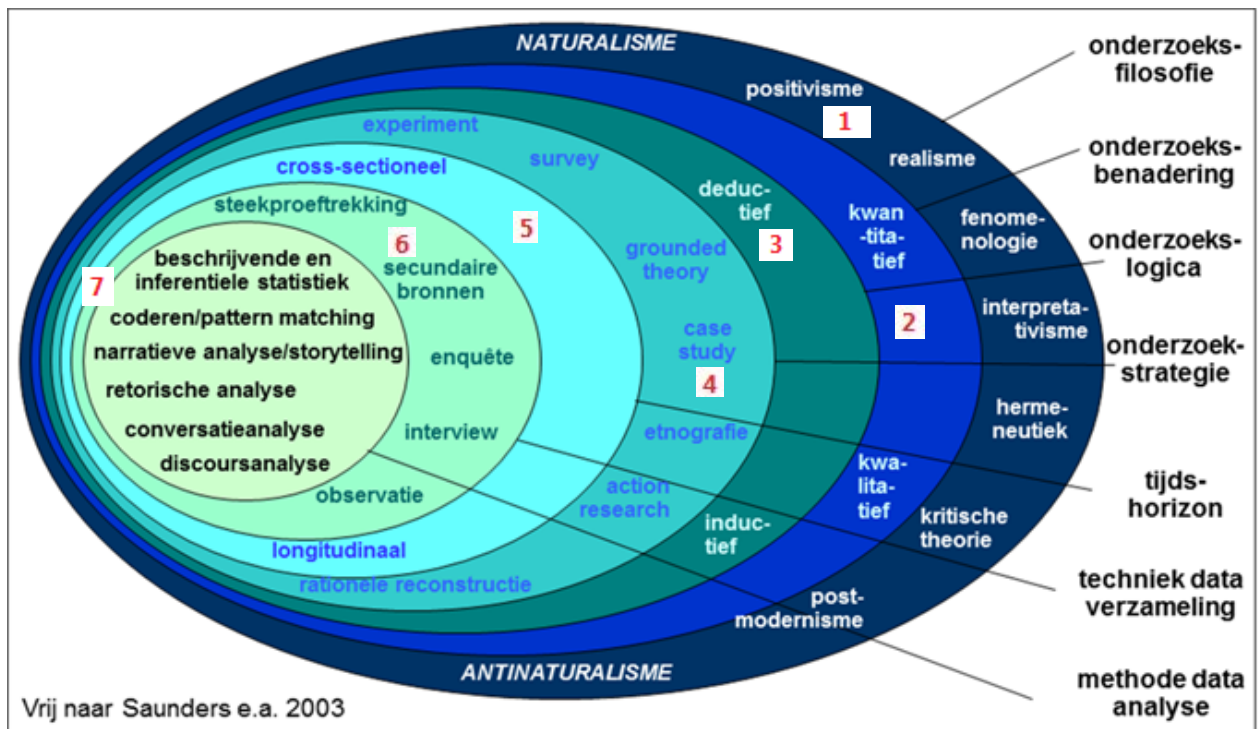 NATURALISME
onderzoeks-
filosofie
positivisme
1
experiment
realisme
onderzoeks-
benadering
survey
cross-sectioneel
deduc-
tief
kwan
-tita-
tief
fenome-
nologie
steekproeftrekking
5
3
6
onderzoeks-
logica
grounded
theory
beschrijvende en
inferentiele statistiek
secundaire
bronnen
7
coderen/pattern matching
2
interpreta-
tivisme
case
study
narratieve analyse/storytelling
enquête
onderzoek-
strategie
4
retorische analyse
herme-
neutiek
conversatieanalyse
interview
etnografie
discoursanalyse
kwa-
lita-
tief
tijds-
horizon
observatie
action
research
induc-
tief
kritische
theorie
longitudinaal
rationele reconstructie
techniek data
verzameling
post-
modernisme
ANTINATURALISME
methode data
analyse
Vrij naar Saunders e.a. 2003